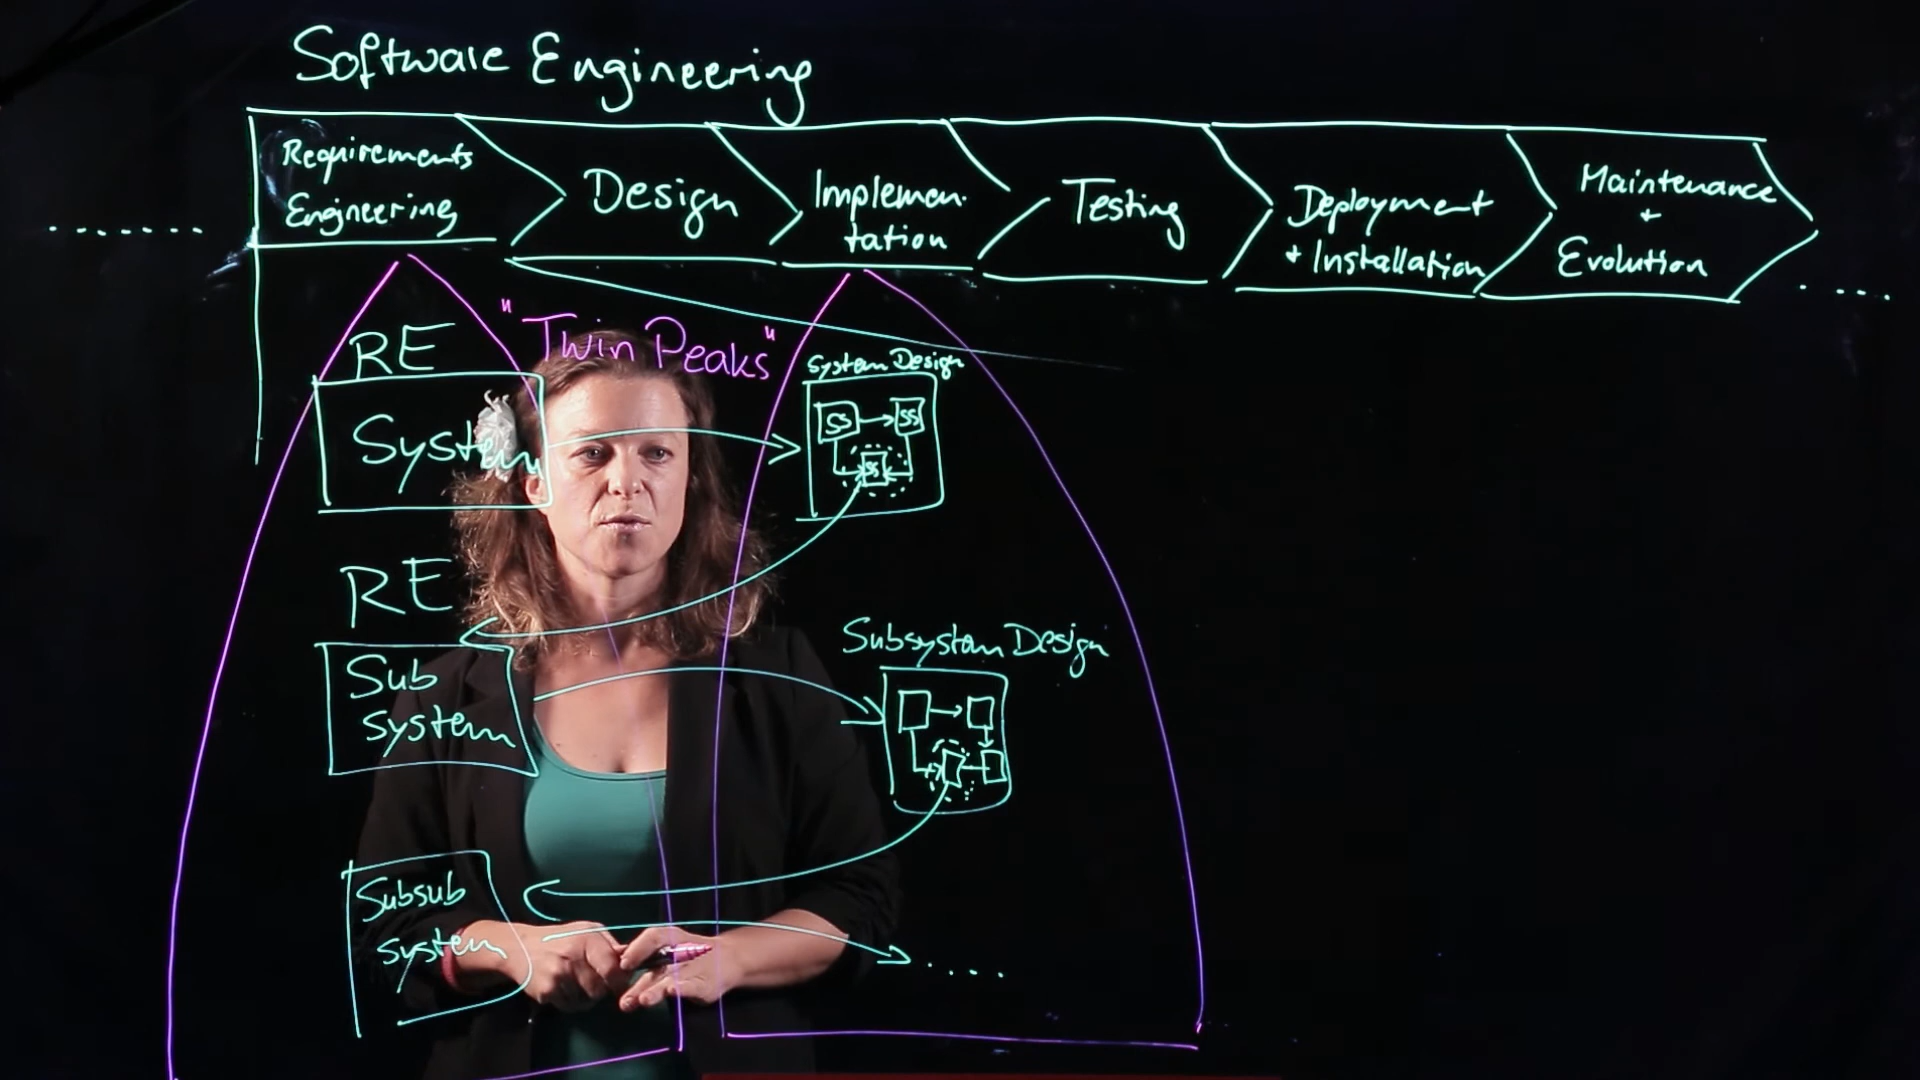 Software Engineering
Requirements
Engineering
Design
Implemen-
tation
Testing
Deployment
+ Installation
Maintenance
+
Evolution
"Twin Peaks"
RE
System
System Design
SS
SS
SS
RE
Sub
system
Subsystem Design
Subsub
system